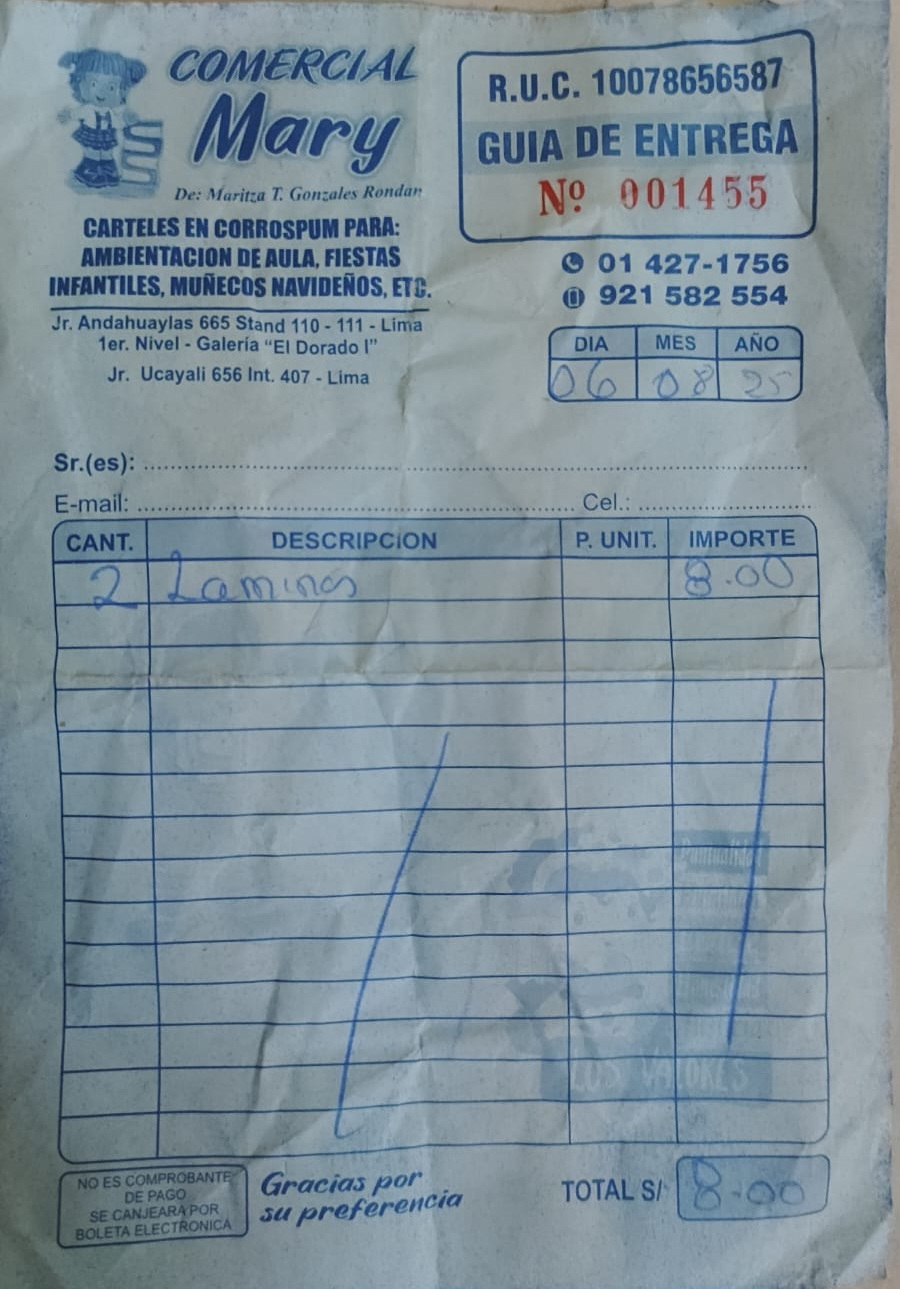 COMERCIAL
Mary
De: Maritza T. Gonzales Rondan
CARTELES EN CORROSPUM PARA:
AMBIENTACION DE AULA, FIESTAS
INFANTILES, MUÑECOS NAVIDEÑOS, ETC.
Jr. Andahuaylas 665 Stand 110 - 111 - Lima
1er. Nivel - Galería "El Dorado I"
Jr. Ucayali 656 Int. 407 - Lima
R.U.C. 10078656587
GUIA DE ENTREGA
Nº 001455
01 427-1756
921 582 554
DIA MES AÑO
06 08 25
Sr.(es):
E-mail: Cel.:
CANT. DESCRIPCION P. UNIT. IMPORTE
2 Laminas 8.00
Puntualidad
LOS VALORES
NO ES COMPROBANTE
DE PAGO
SE CANJEARÁ POR
BOLETA ELECTRONICA
Gracias por
su preferencia
TOTAL S/ 8.00